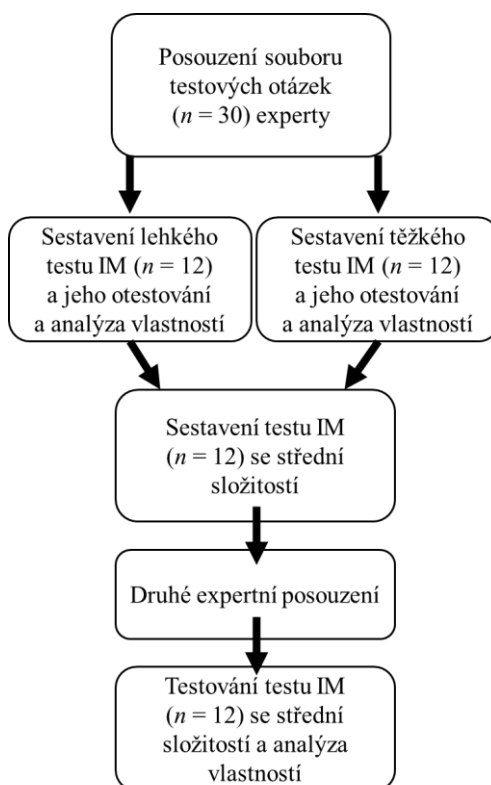 Posouzení souboru
testových otázek
(n = 30) experty
Sestavení lehkého
testu IM (n = 12)
a jeho otestování
a analýza vlastností
Sestavení těžkého
testu IM (n = 12)
a jeho otestování
a analýza vlastností
Sestavení testu IM
(n = 12) se střední
složitostí
Druhé expertní posouzení
Testování testu IM
(n = 12) se střední
složitostí a analýza
vlastností